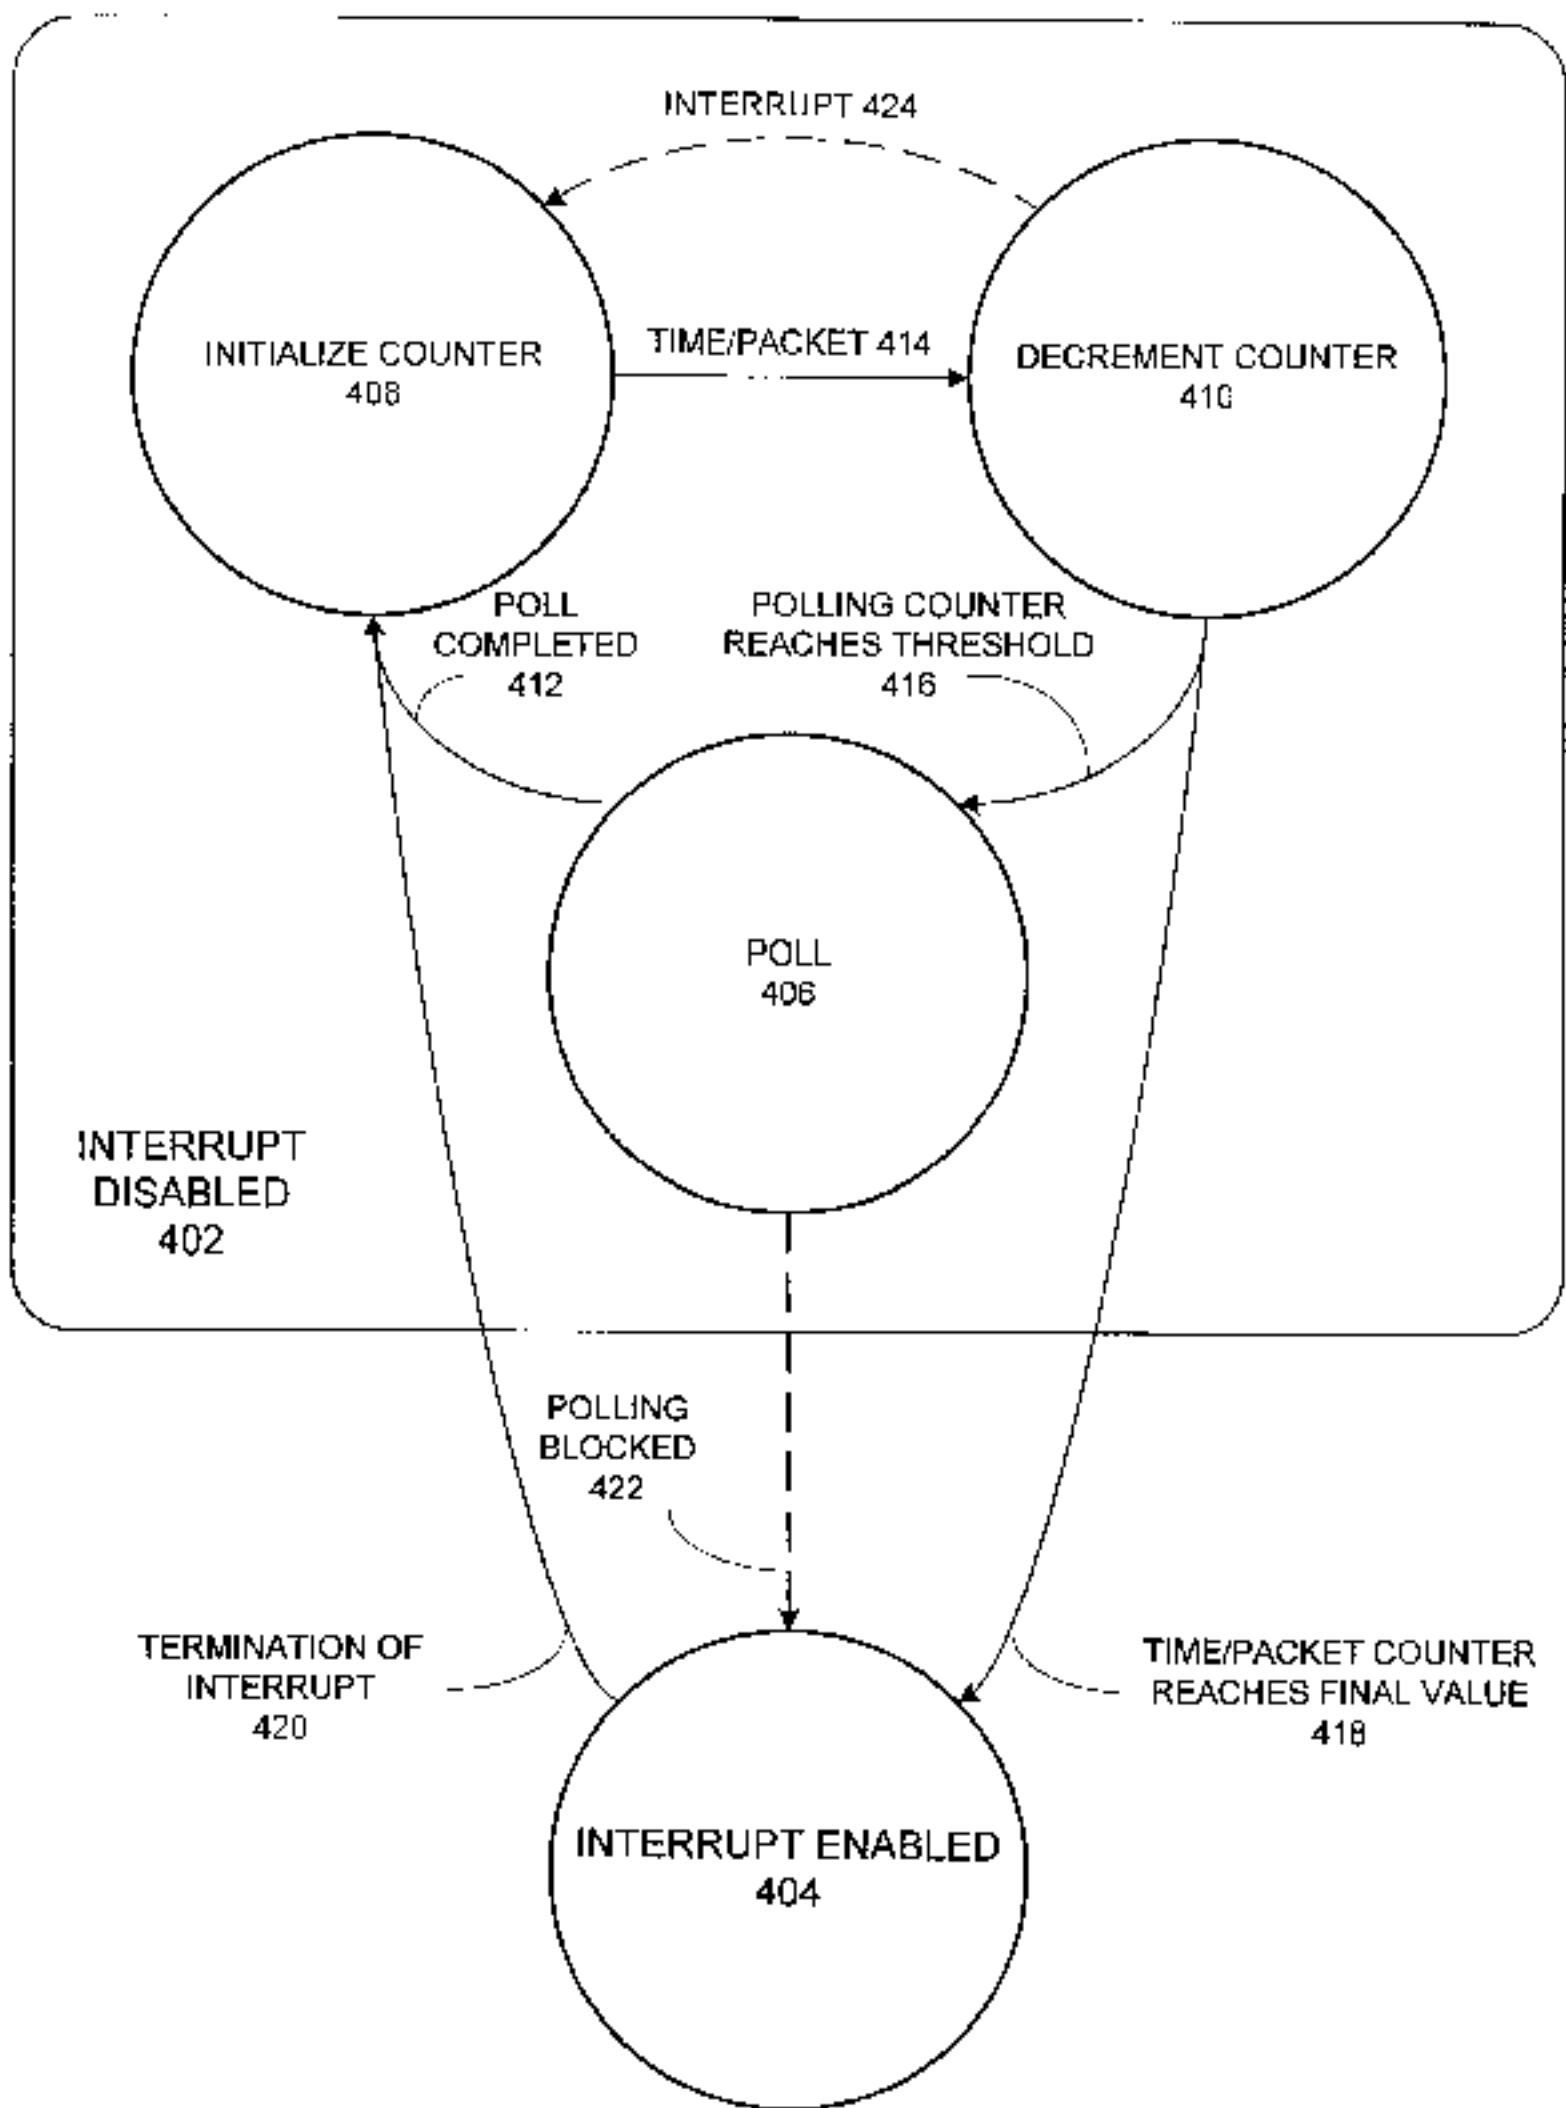 INTERRUPT 424
INITIALIZE COUNTER
408
TIME/PACKET 414
DECREMENT COUNTER
410
POLL
COMPLETED
412
POLLING COUNTER
REACHES THRESHOLD
416
POLL
406
INTERRUPT
DISABLED
402
POLLING
BLOCKED
422
TERMINATION OF
INTERRUPT
420
TIME/PACKET COUNTER
REACHES FINAL VALUE
418
INTERRUPT ENABLED
404